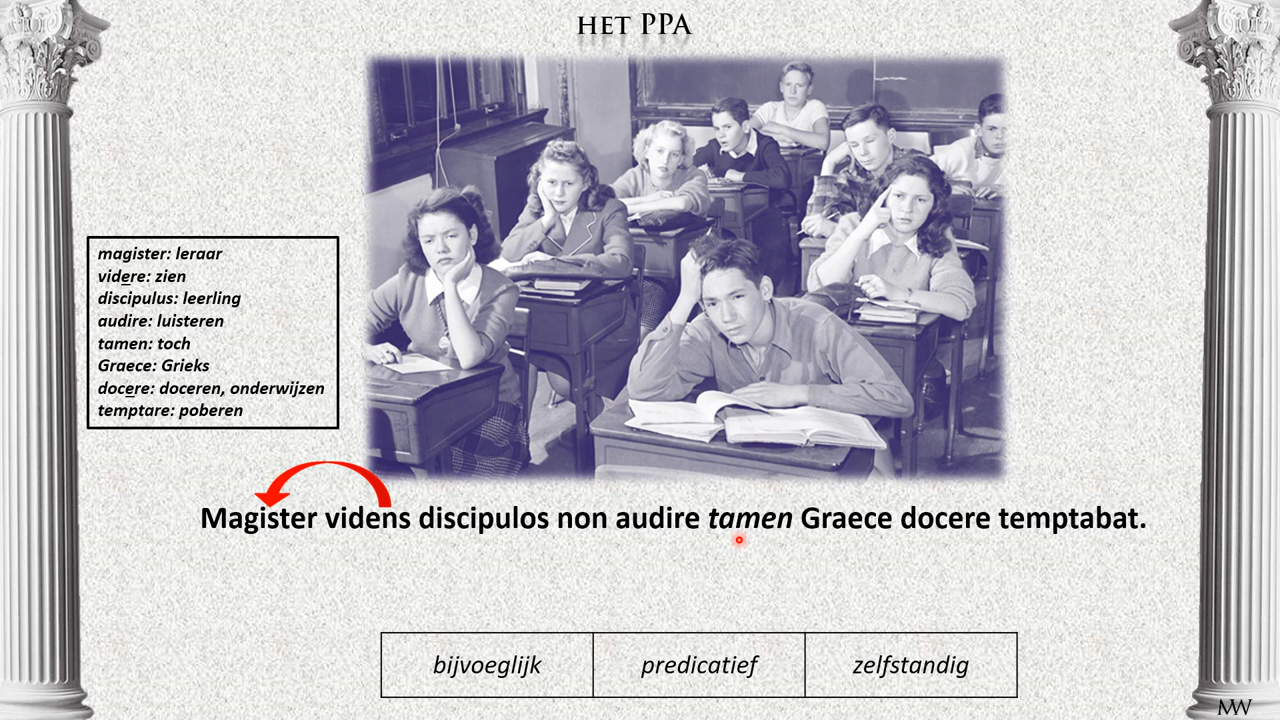 HET PPA
magister: leraar
videre: zien
discipulus: leerling
audire: luisteren
tamen: toch
Graece: Grieks
docere: doceren, onderwijzen
temptare: poberen
Magister videns discipulos non audire tamen Graece docere temptabat.
bijvoeglijk
predicatief
zelfstandig
MW